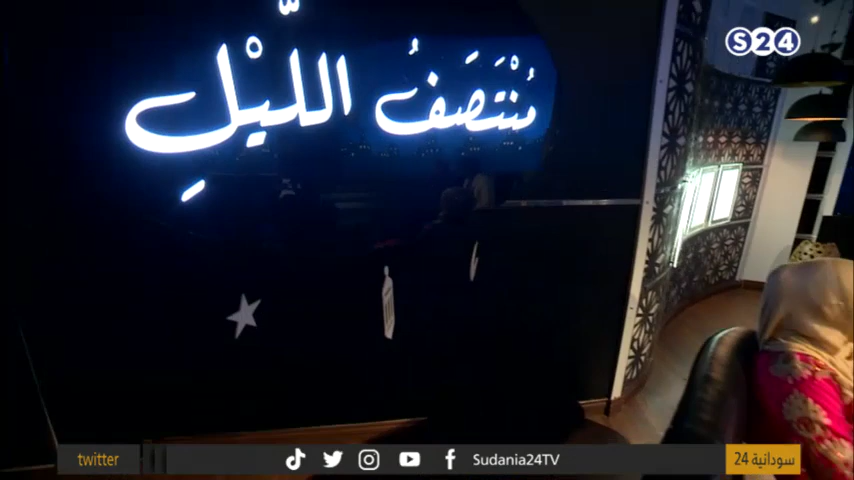 S24
مُنْتَصَفُ اللَّيْلِ
twitter
Sudania24TV
سودانية 24